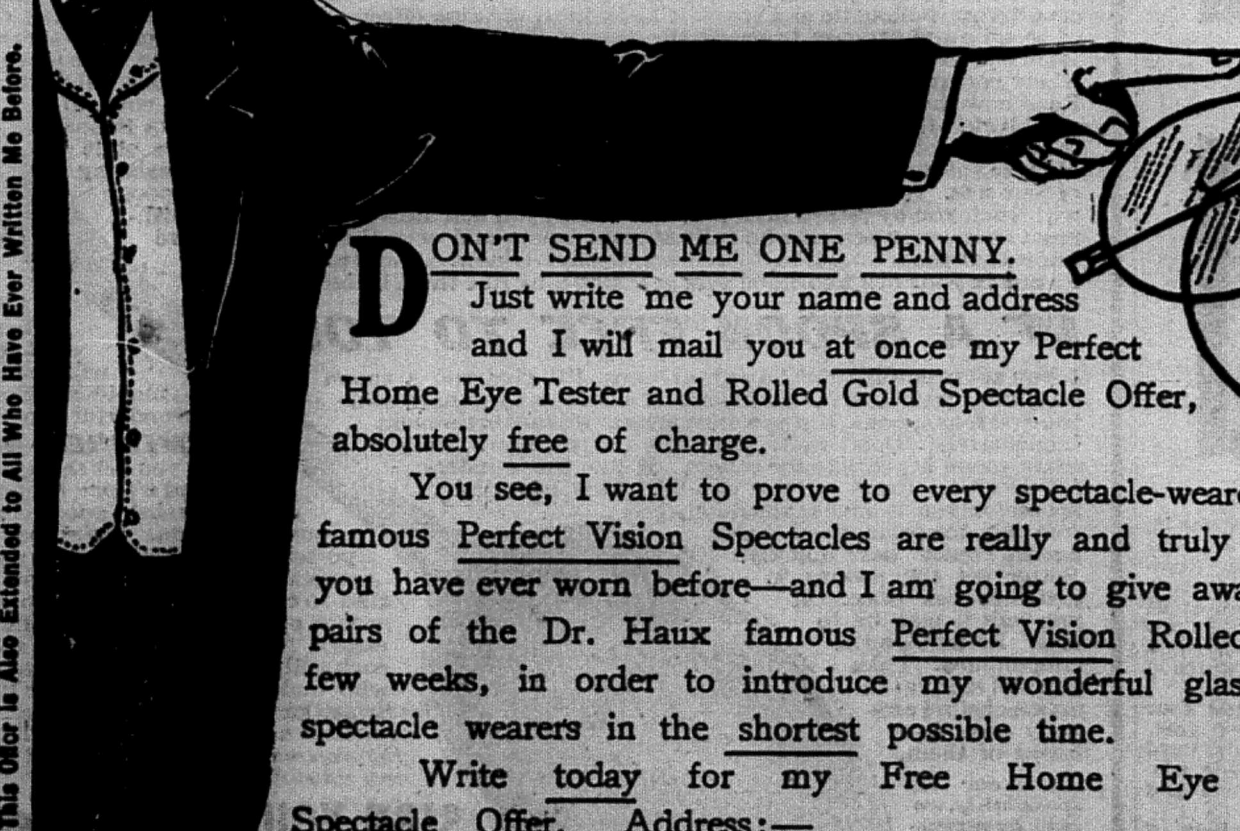 This Offer is Also Extended to All Who Have Ever Written Me Before.
DON'T SEND ME ONE PENNY.
Just write me your name and address
and I will mail you at once my Perfect
Home Eye Tester and Rolled Gold Spectacle Offer,
absolutely free of charge.
You see, I want to prove to every spectacle-wear
famous Perfect Vision Spectacles are really and truly
you have ever worn before—and I am going to give awa
pairs of the Dr. Haux famous Perfect Vision Rolled
few weeks, in order to introduce my wonderful glas
spectacle wearers in the shortest possible time.
Write today for my Free Home Eye
Spectacle Offer. Address:—